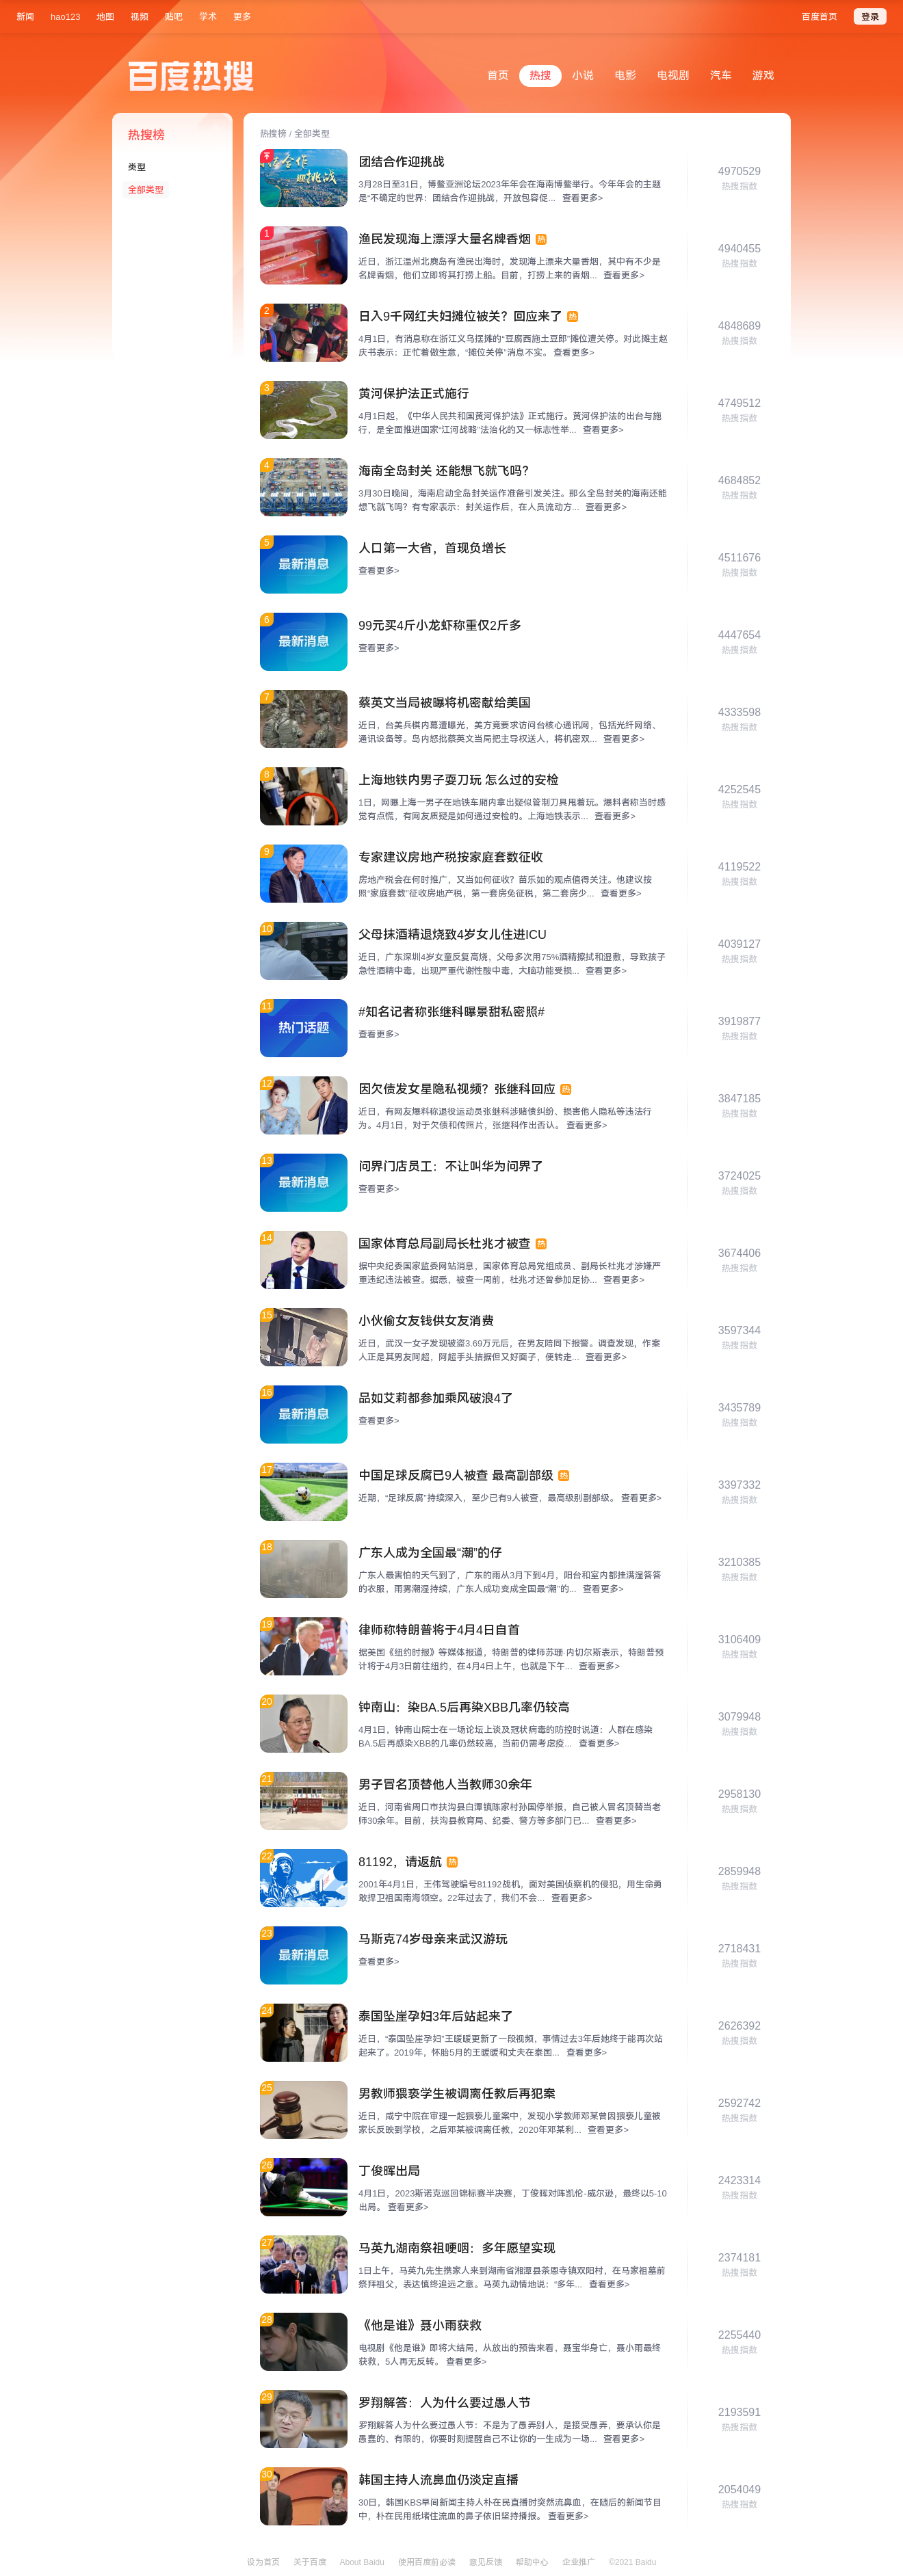 新闻 hao123 地图 视频 贴吧 学术 更多 百度首页 登录
百度热搜 首页 热搜 小说 电影 电视剧 汽车 游戏
热搜榜
类型
全部类型
热搜榜 / 全部类型
团结合作迎挑战
3月28日至31日，博鳌亚洲论坛2023年年会在海南博鳌举行。今年年会的主题
是“不确定的世界：团结合作迎挑战，开放包容促... 查看更多>
4970529
热搜指数
1
渔民发现海上漂浮大量名牌香烟 热
近日，浙江温州北麂岛有渔民出海时，发现海上漂来大量香烟，其中有不少是
名牌香烟，他们立即将其打捞上船。目前，打捞上来的香烟... 查看更多>
4940455
热搜指数
2
日入9千网红夫妇摊位被关？回应来了 热
4月1日，有消息称在浙江义乌摆摊的“豆腐西施土豆郎”摊位遭关停。对此摊主赵
庆书表示：正忙着做生意，“摊位关停”消息不实。 查看更多>
4848689
热搜指数
3
黄河保护法正式施行
4月1日起，《中华人民共和国黄河保护法》正式施行。黄河保护法的出台与施
行，是全面推进国家“江河战略”法治化的又一标志性举... 查看更多>
4749512
热搜指数
4
海南全岛封关 还能想飞就飞吗？
3月30日晚间，海南启动全岛封关运作准备引发关注。那么全岛封关的海南还能
想飞就飞吗？有专家表示：封关运作后，在人员流动方... 查看更多>
4684852
热搜指数
5
最新消息
人口第一大省，首现负增长
查看更多>
4511676
热搜指数
6
最新消息
99元买4斤小龙虾称重仅2斤多
查看更多>
4447654
热搜指数
7
蔡英文当局被曝将机密献给美国
近日，台美兵棋内幕遭曝光，美方竟要求访问台核心通讯网，包括光纤网络、
通讯设备等。岛内怒批蔡英文当局把主导权送人，将机密双... 查看更多>
4333598
热搜指数
8
上海地铁内男子耍刀玩 怎么过的安检
1日，网曝上海一男子在地铁车厢内拿出疑似管制刀具甩着玩。爆料者称当时感
觉有点慌，有网友质疑是如何通过安检的。上海地铁表示... 查看更多>
4252545
热搜指数
9
专家建议房地产税按家庭套数征收
房地产税会在何时推广，又当如何征收？苗乐如的观点值得关注。他建议按
照“家庭套数”征收房地产税，第一套房免征税，第二套房少... 查看更多>
4119522
热搜指数
10
父母抹酒精退烧致4岁女儿住进ICU
近日，广东深圳4岁女童反复高烧，父母多次用75%酒精擦拭和湿敷，导致孩子
急性酒精中毒，出现严重代谢性酸中毒，大脑功能受损... 查看更多>
4039127
热搜指数
11
热门话题
#知名记者称张继科曝景甜私密照#
查看更多>
3919877
热搜指数
12
因欠债发女星隐私视频？张继科回应 热
近日，有网友爆料称退役运动员张继科涉赌债纠纷、损害他人隐私等违法行
为。4月1日，对于欠债和传照片，张继科作出否认。 查看更多>
3847185
热搜指数
13
最新消息
问界门店员工：不让叫华为问界了
查看更多>
3724025
热搜指数
14
国家体育总局副局长杜兆才被查 热
据中央纪委国家监委网站消息，国家体育总局党组成员、副局长杜兆才涉嫌严
重违纪违法被查。据悉，被查一周前，杜兆才还曾参加足协... 查看更多>
3674406
热搜指数
15
小伙偷女友钱供女友消费
近日，武汉一女子发现被盗3.69万元后，在男友陪同下报警。调查发现，作案
人正是其男友阿超，阿超手头拮据但又好面子，便转走... 查看更多>
3597344
热搜指数
16
最新消息
品如艾莉都参加乘风破浪4了
查看更多>
3435789
热搜指数
17
中国足球反腐已9人被查 最高副部级 热
近期，“足球反腐”持续深入，至少已有9人被查，最高级别副部级。 查看更多>
3397332
热搜指数
18
广东人成为全国最“潮”的仔
广东人最害怕的天气到了，广东的雨从3月下到4月，阳台和室内都挂满湿答答
的衣服，雨雾潮湿持续，广东人成功变成全国最“潮”的... 查看更多>
3210385
热搜指数
19
律师称特朗普将于4月4日自首
据美国《纽约时报》等媒体报道，特朗普的律师苏珊·内切尔斯表示，特朗普预
计将于4月3日前往纽约，在4月4日上午，也就是下午... 查看更多>
3106409
热搜指数
20
钟南山：染BA.5后再染XBB几率仍较高
4月1日，钟南山院士在一场论坛上谈及冠状病毒的防控时说道：人群在感染
BA.5后再感染XBB的几率仍然较高，当前仍需考虑疫... 查看更多>
3079948
热搜指数
21
男子冒名顶替他人当教师30余年
近日，河南省周口市扶沟县白潭镇陈家村孙国停举报，自己被人冒名顶替当老
师30余年。目前，扶沟县教育局、纪委、警方等多部门已... 查看更多>
2958130
热搜指数
22
81192，请返航 热
2001年4月1日，王伟驾驶编号81192战机，面对美国侦察机的侵犯，用生命勇
敢捍卫祖国南海领空。22年过去了，我们不会... 查看更多>
2859948
热搜指数
23
最新消息
马斯克74岁母亲来武汉游玩
查看更多>
2718431
热搜指数
24
泰国坠崖孕妇3年后站起来了
近日，“泰国坠崖孕妇”王暖暖更新了一段视频，事情过去3年后她终于能再次站
起来了。2019年，怀胎5月的王暖暖和丈夫在泰国... 查看更多>
2626392
热搜指数
25
男教师猥亵学生被调离任教后再犯案
近日，咸宁中院在审理一起猥亵儿童案中，发现小学教师邓某曾因猥亵儿童被
家长反映到学校，之后邓某被调离任教，2020年邓某利... 查看更多>
2592742
热搜指数
26
丁俊晖出局
4月1日，2023斯诺克巡回锦标赛半决赛，丁俊晖对阵凯伦-威尔逊，最终以5-10
出局。 查看更多>
2423314
热搜指数
27
马英九湖南祭祖哽咽：多年愿望实现
1日上午，马英九先生携家人来到湖南省湘潭县茶恩寺镇双阳村，在马家祖墓前
祭拜祖父，表达慎终追远之意。马英九动情地说：“多年... 查看更多>
2374181
热搜指数
28
《他是谁》聂小雨获救
电视剧《他是谁》即将大结局，从放出的预告来看，聂宝华身亡，聂小雨最终
获救，5人再无反转。 查看更多>
2255440
热搜指数
29
罗翔解答：人为什么要过愚人节
罗翔解答人为什么要过愚人节：不是为了愚弄别人，是接受愚弄，要承认你是
愚蠢的、有限的，你要时刻提醒自己不让你的一生成为一场... 查看更多>
2193591
热搜指数
30
韩国主持人流鼻血仍淡定直播
30日，韩国KBS早间新闻主持人朴在民直播时突然流鼻血，在随后的新闻节目
中，朴在民用纸堵住流血的鼻子依旧坚持播报。 查看更多>
2054049
热搜指数
设为首页 关于百度 About Baidu 使用百度前必读 意见反馈 帮助中心 企业推广 ©2021 Baidu